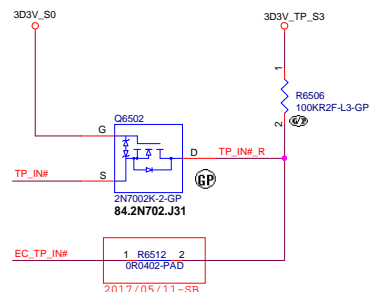 3D3V_S0
3D3V_TP_S3
Q6502
1
R6506
100KR2F-L3-GP
2
G
D
TP_IN#_R
TP_IN#
S
GP
2N7002K-2-GP
84.2N702.J31
EC_TP_IN#
1 R6512 2
0R0402-PAD
2017/05/11-SB